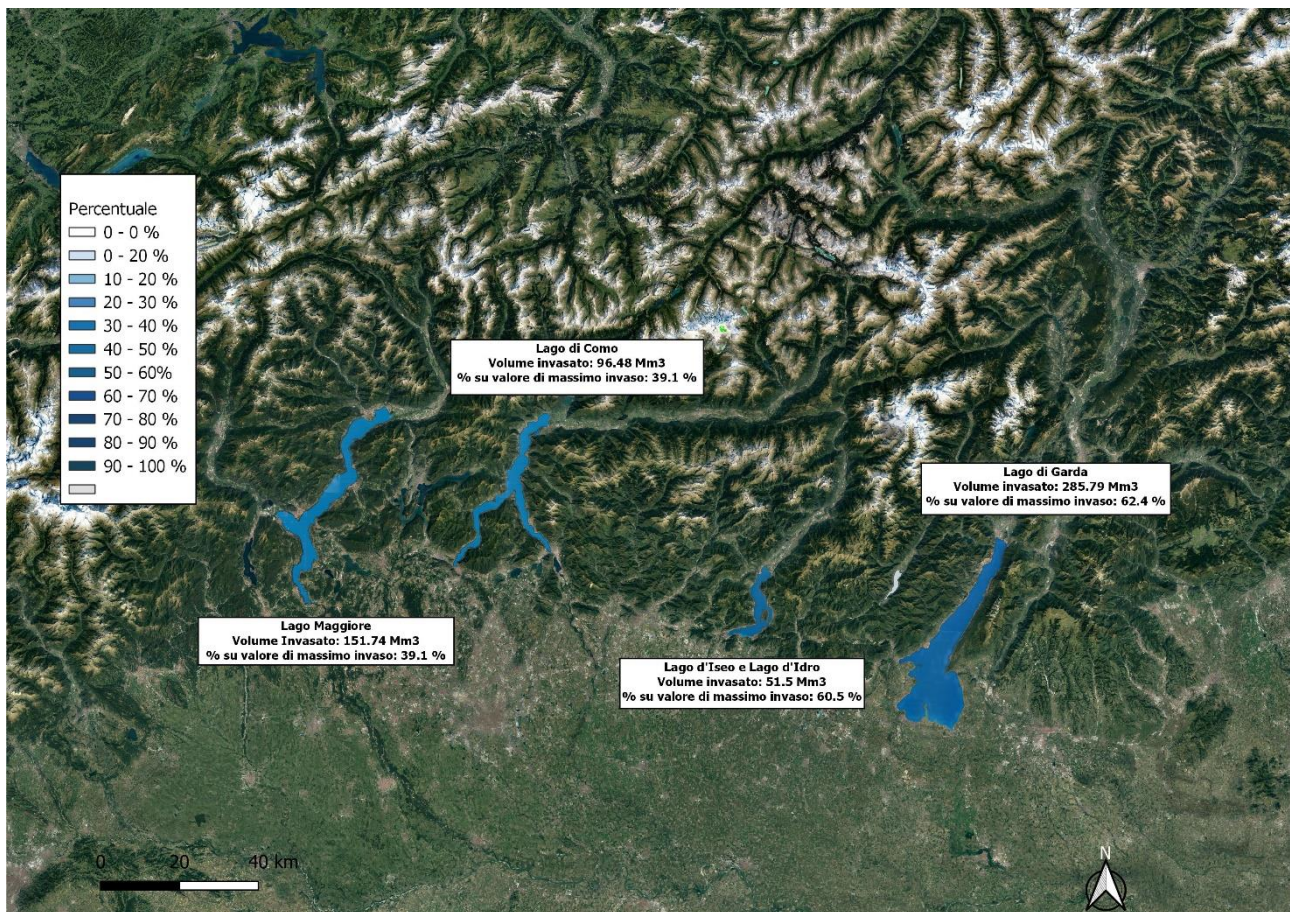 Percentuale
0 - 0 %
0 - 20 %
10 - 20 %
20 - 30 %
30 - 40 %
40 - 50 %
50 - 60%
60 - 70 %
70 - 80 %
80 - 90 %
90 - 100 %
Lago di Como
Volume invasato: 96.48 Mm3
% su valore di massimo invaso: 39.1 %
Lago di Garda
Volume invasato: 285.79 Mm3
% su valore di massimo invaso: 62.4 %
Lago Maggiore
Volume Invasato: 151.74 Mm3
% su valore di massimo invaso: 39.1 %
Lago d'Iseo e Lago d'Idro
Volume invasato: 51.5 Mm3
% su valore di massimo invaso: 60.5 %
0 20 40 km
N